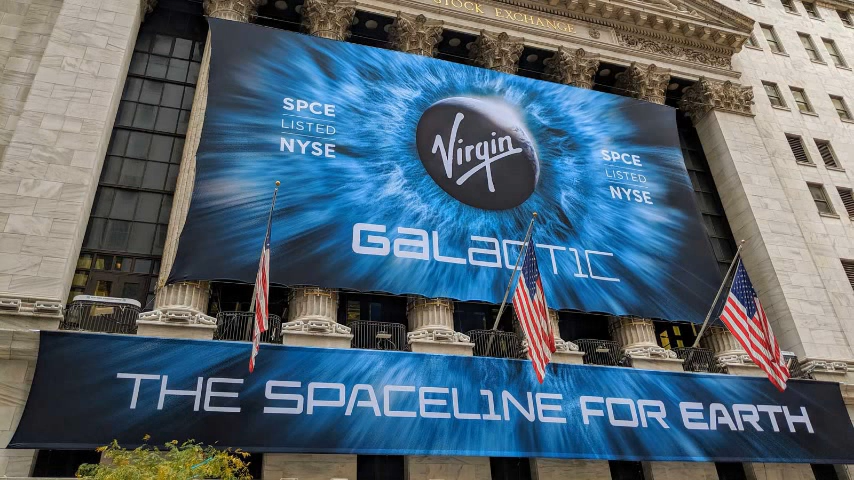 STOCK EXCHANGE
SPCE
LISTED
NYSE
Virgin
SPCE
LISTED
NYSE
GALACTIC
THE SPACELINE FOR EARTH